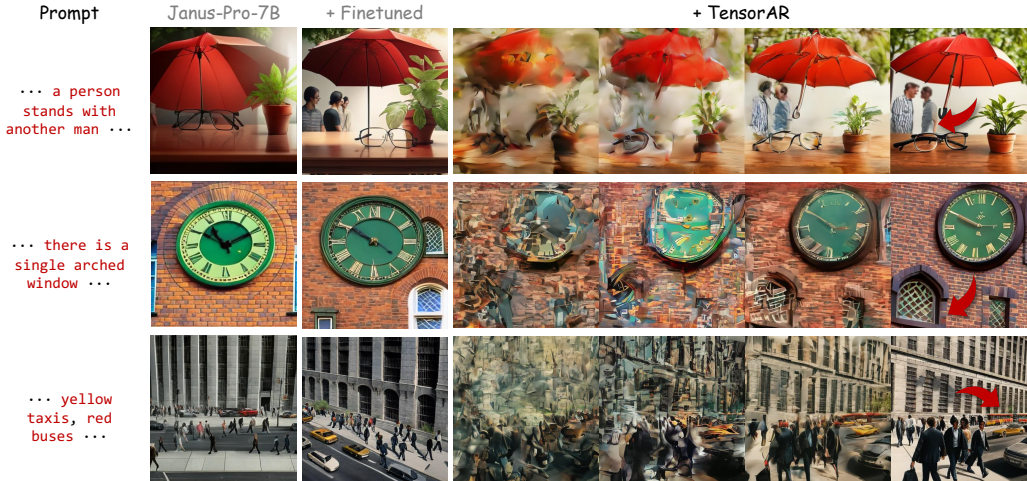 Prompt
Janus-Pro-7B
+ Finetuned
+ TensorAR
··· a person
stands with
another man ···
··· there is a
single arched
window ···
··· yellow
taxis, red
buses ···